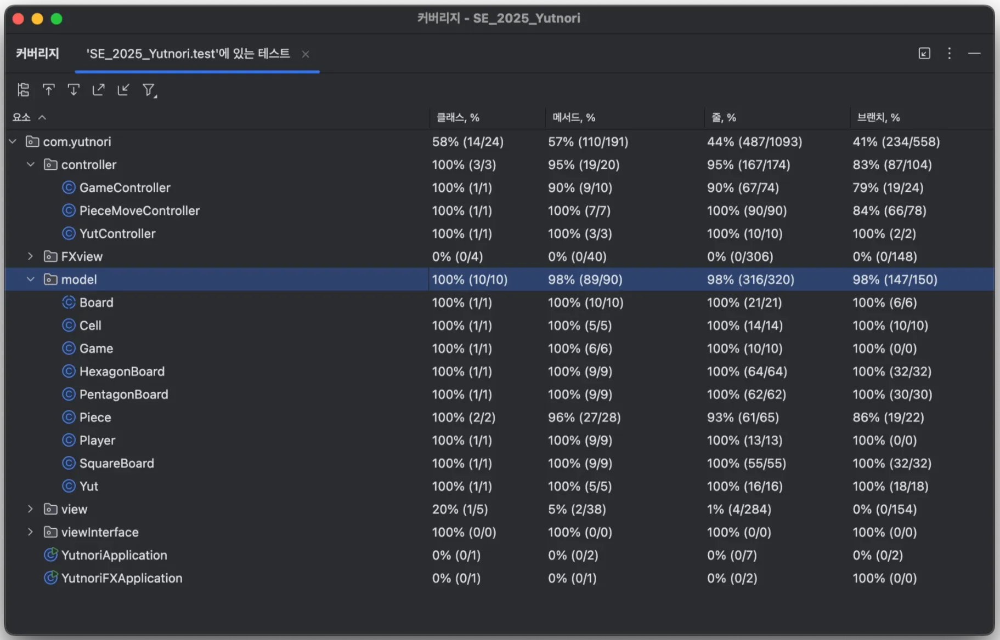 커버리지 - SE_2025_Yutnori
커버리지 'SE_2025_Yutnori.test'에 있는 테스트
요소 클래스, % 메서드, % 줄, % 브랜치, %
com.yutnori 58% (14/24) 57% (110/191) 44% (487/1093) 41% (234/558)
controller 100% (3/3) 95% (19/20) 95% (167/174) 83% (87/104)
GameController 100% (1/1) 90% (9/10) 90% (67/74) 79% (19/24)
PieceMoveController 100% (1/1) 100% (7/7) 100% (90/90) 84% (66/78)
YutController 100% (1/1) 100% (3/3) 100% (10/10) 100% (2/2)
FXview 0% (0/4) 0% (0/40) 0% (0/306) 0% (0/148)
model 100% (10/10) 98% (89/90) 98% (316/320) 98% (147/150)
Board 100% (1/1) 100% (10/10) 100% (21/21) 100% (6/6)
Cell 100% (1/1) 100% (5/5) 100% (14/14) 100% (10/10)
Game 100% (1/1) 100% (6/6) 100% (10/10) 100% (0/0)
HexagonBoard 100% (1/1) 100% (9/9) 100% (64/64) 100% (32/32)
PentagonBoard 100% (1/1) 100% (9/9) 100% (62/62) 100% (30/30)
Piece 100% (2/2) 96% (27/28) 93% (61/65) 86% (19/22)
Player 100% (1/1) 100% (9/9) 100% (13/13) 100% (0/0)
SquareBoard 100% (1/1) 100% (9/9) 100% (55/55) 100% (32/32)
Yut 100% (1/1) 100% (5/5) 100% (16/16) 100% (18/18)
view 20% (1/5) 5% (2/38) 1% (4/284) 0% (0/154)
viewInterface 100% (0/0) 100% (0/0) 100% (0/0) 100% (0/0)
YutnoriApplication 0% (0/1) 0% (0/2) 0% (0/7) 0% (0/2)
YutnoriFXApplication 0% (0/1) 0% (0/1) 0% (0/2) 100% (0/0)